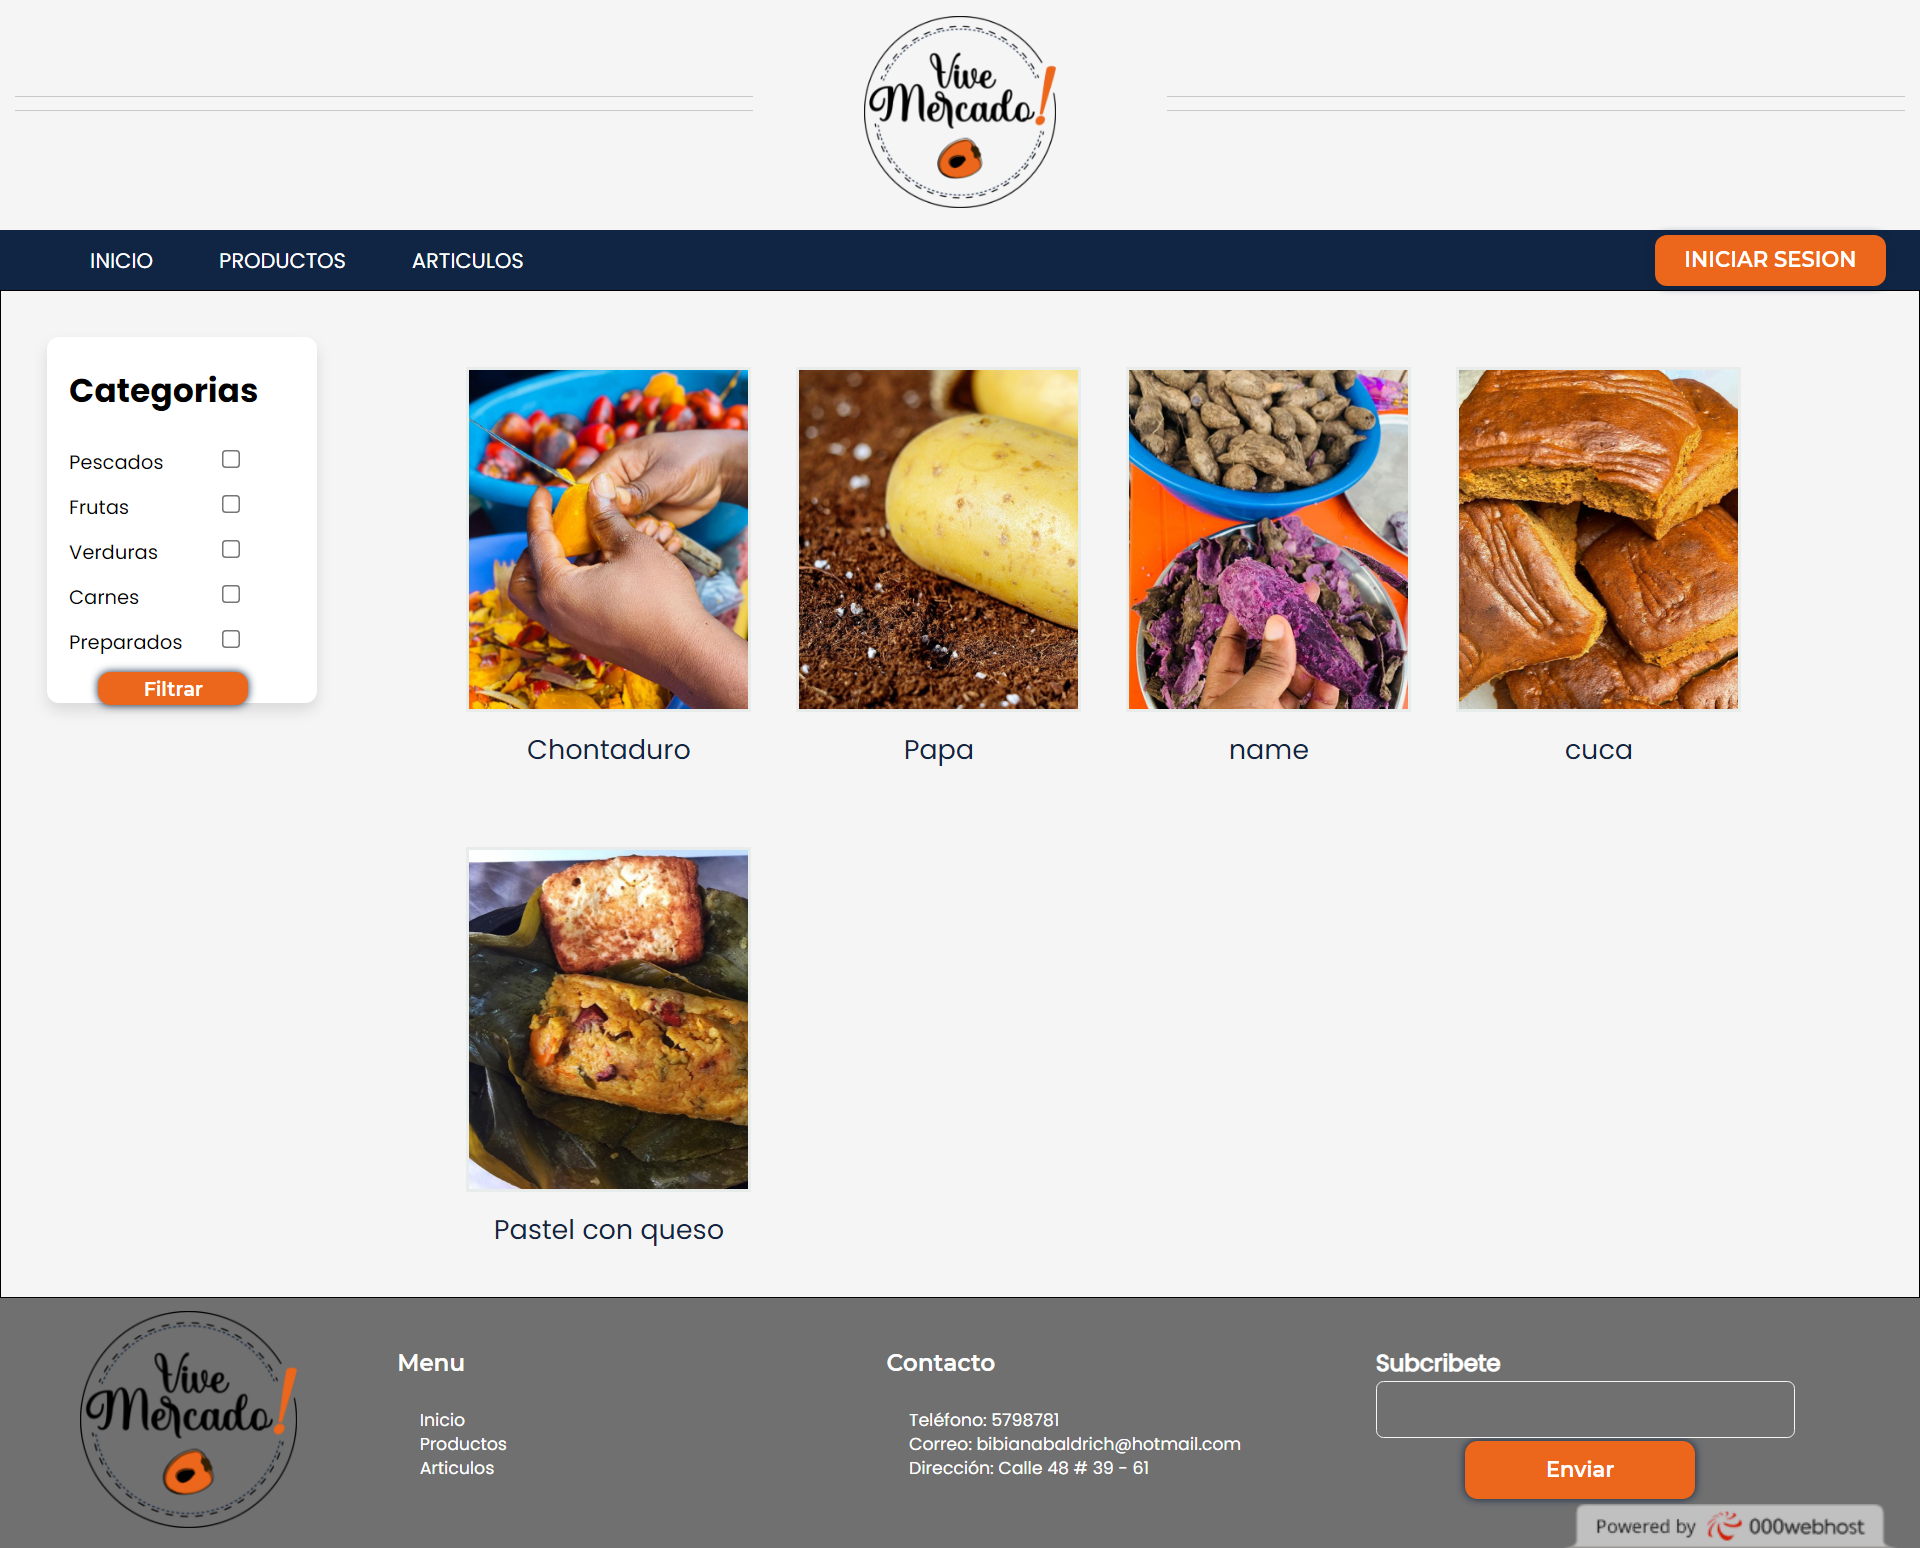 Vive
Mercado!
INICIO PRODUCTOS ARTICULOS INICIAR SESION
Categorias
Pescados
Frutas
Verduras
Carnes
Preparados
Filtrar
Chontaduro Papa name cuca
Pastel con queso
Vive
Mercado!
Menu
Inicio
Productos
Articulos
Contacto
Teléfono: 5798781
Correo: bibianabaldrich@hotmail.com
Dirección: Calle 48 # 39 - 61
Subcribete
Enviar
Powered by 000webhost